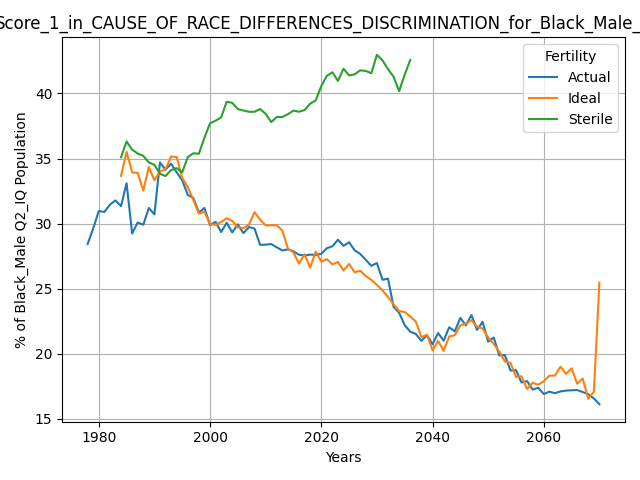 Score_1_in_CAUSE_OF_RACE_DIFFERENCES_DISCRIMINATION_for_Black_Male_
Fertility
Actual
Ideal
Sterile
% of Black_Male Q2_IQ Population
40
35
30
25
20
15
1980
2000
2020
2040
2060
Years